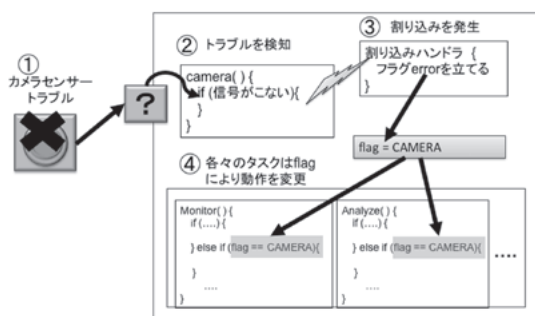 ①
カメラセンサー
トラブル
?
② トラブルを検知
camera( ) {
if (信号がこない){
}
}
③ 割り込みを発生
割り込みハンドラ {
フラグerrorを立てる
}
flag = CAMERA
④ 各々のタスクはflag
により動作を変更
Monitor( ) {
if (....) {
} else if (flag == CAMERA){
}
....
}
Analyze( ) {
if (....) {
} else if (flag == CAMERA){
}
....
}
....